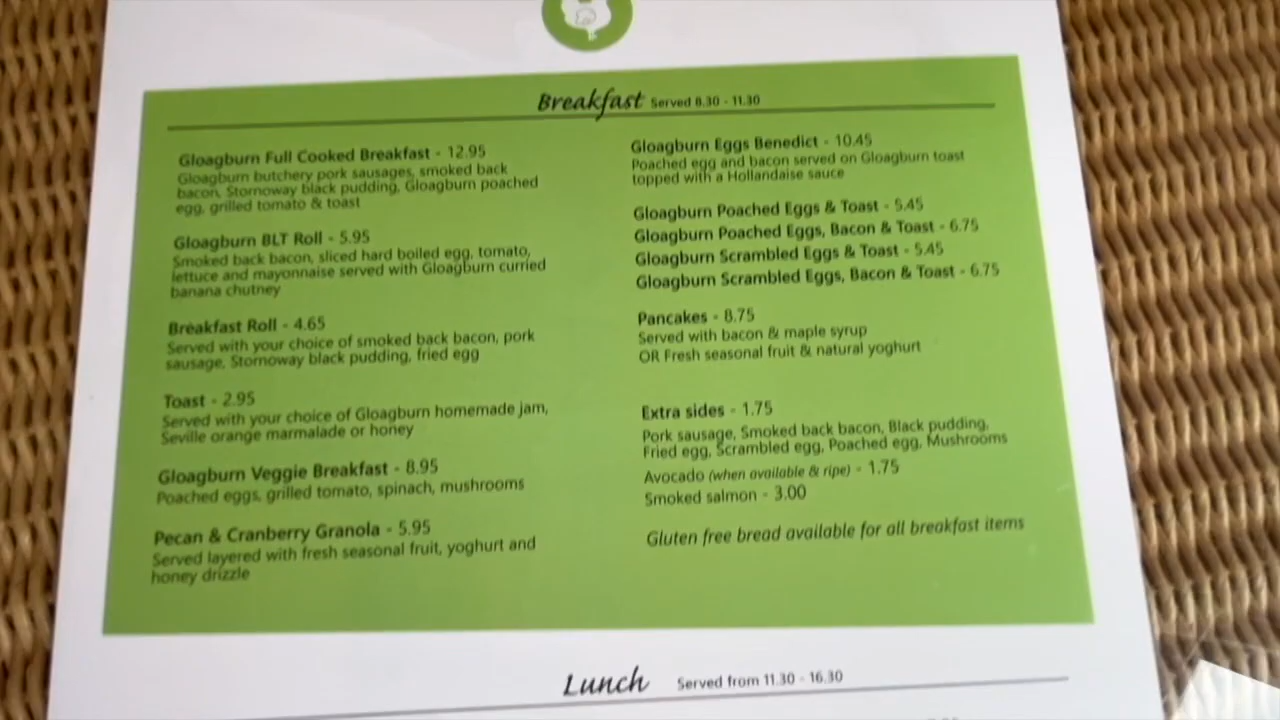 Breakfast Served 8.30 - 11.30
Gloagburn Full Cooked Breakfast - 12.95
Gloagburn butchery pork sausages, smoked back
bacon, Stornoway black pudding, Gloagburn poached
egg, grilled tomato & toast
Gloagburn BLT Roll - 5.95
Smoked back bacon, sliced hard boiled egg, tomato,
lettuce and mayonnaise served with Gloagburn curried
banana chutney
Breakfast Roll - 4.65
Served with your choice of smoked back bacon, pork
sausage, Stornoway black pudding, fried egg
Toast - 2.95
Served with your choice of Gloagburn homemade jam,
Seville orange marmalade or honey
Gloagburn Veggie Breakfast - 8.95
Poached eggs, grilled tomato, spinach, mushrooms
Pecan & Cranberry Granola - 5.95
Served layered with fresh seasonal fruit, yoghurt and
honey drizzle
Gloagburn Eggs Benedict - 10.45
Poached egg and bacon served on Gloagburn toast
topped with a Hollandaise sauce
Gloagburn Poached Eggs & Toast - 5.45
Gloagburn Poached Eggs, Bacon & Toast - 6.75
Gloagburn Scrambled Eggs & Toast - 5.45
Gloagburn Scrambled Eggs, Bacon & Toast - 6.75
Pancakes - 8.75
Served with bacon & maple syrup
OR Fresh seasonal fruit & natural yoghurt
Extra sides - 1.75
Pork sausage, Smoked back bacon, Black pudding,
Fried egg, Scrambled egg, Poached egg, Mushrooms
Avocado (when available & ripe) - 1.75
Smoked salmon - 3.00
Gluten free bread available for all breakfast items
Lunch Served from 11.30 - 16.30